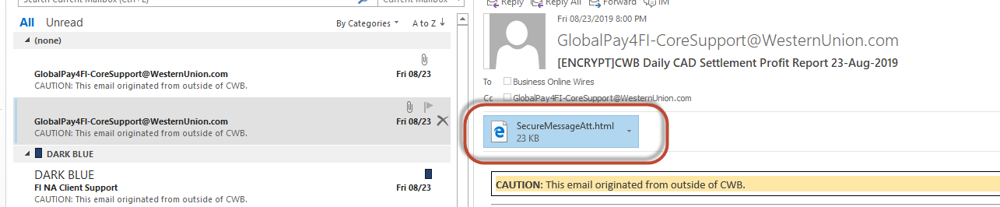 Search Current Mailbox (Ctrl+E)
Current Mailbox
All Unread
By Categories
A to Z
(none)
GlobalPay4FI-CoreSupport@WesternUnion.com
Fri 08/23
CAUTION: This email originated from outside of CWB.
GlobalPay4FI-CoreSupport@WesternUnion.com
Fri 08/23
CAUTION: This email originated from outside of CWB.
DARK BLUE
DARK BLUE
FI NA Client Support
Fri 08/23
CAUTION: This email originated from outside of CWB.
Reply Reply All Forward IM
Fri 08/23/2019 8:00 PM
GlobalPay4FI-CoreSupport@WesternUnion.com
[ENCRYPT]CWB Daily CAD Settlement Profit Report 23-Aug-2019
To Business Online Wires
Cc GlobalPay4FI-CoreSupport@WesternUnion.com
SecureMessageAtt.html
23 KB
CAUTION: This email originated from outside of CWB.